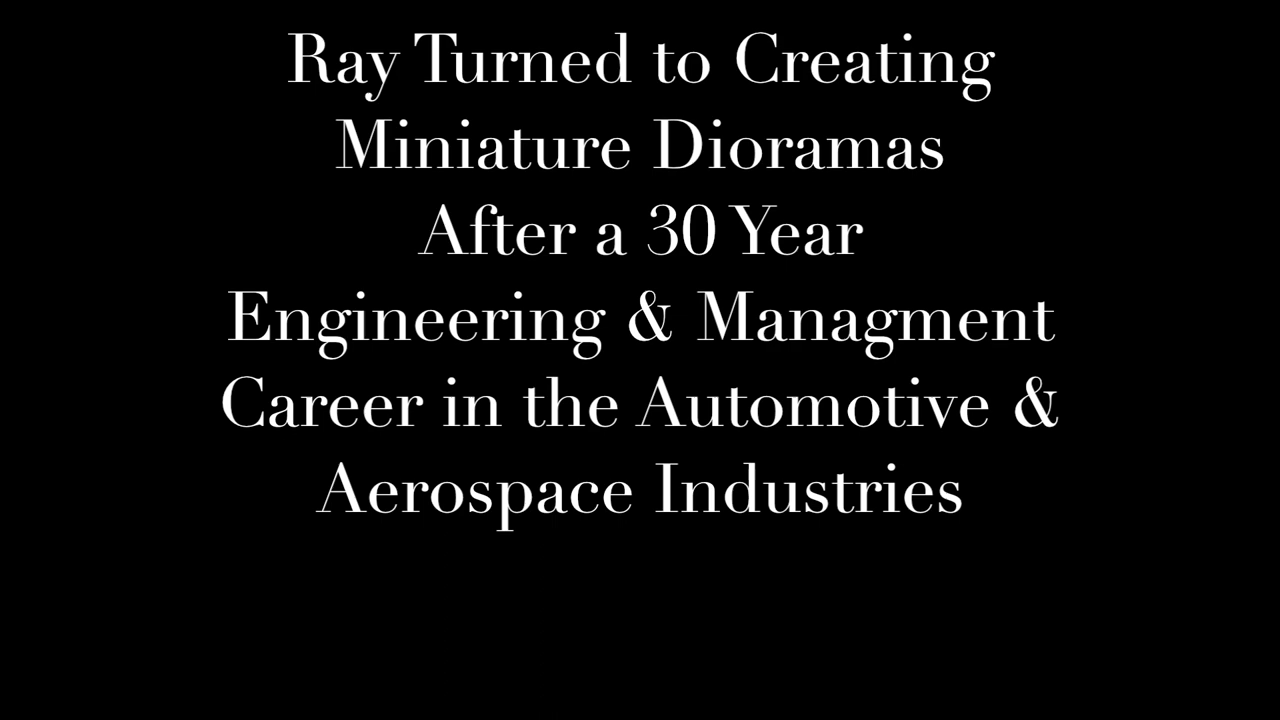 Ray Turned to Creating
Miniature Dioramas
After a 30 Year
Engineering & Managment
Career in the Automotive &
Aerospace Industries